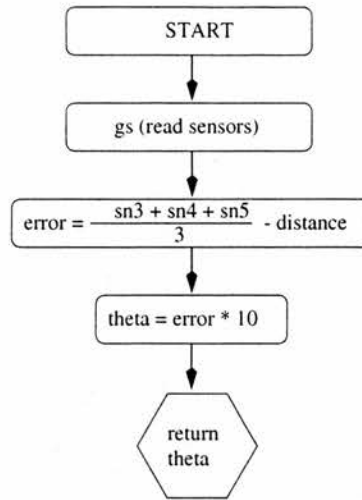 START
gs (read sensors)
error = (sn3 + sn4 + sn5) / 3 - distance
theta = error * 10
return
theta